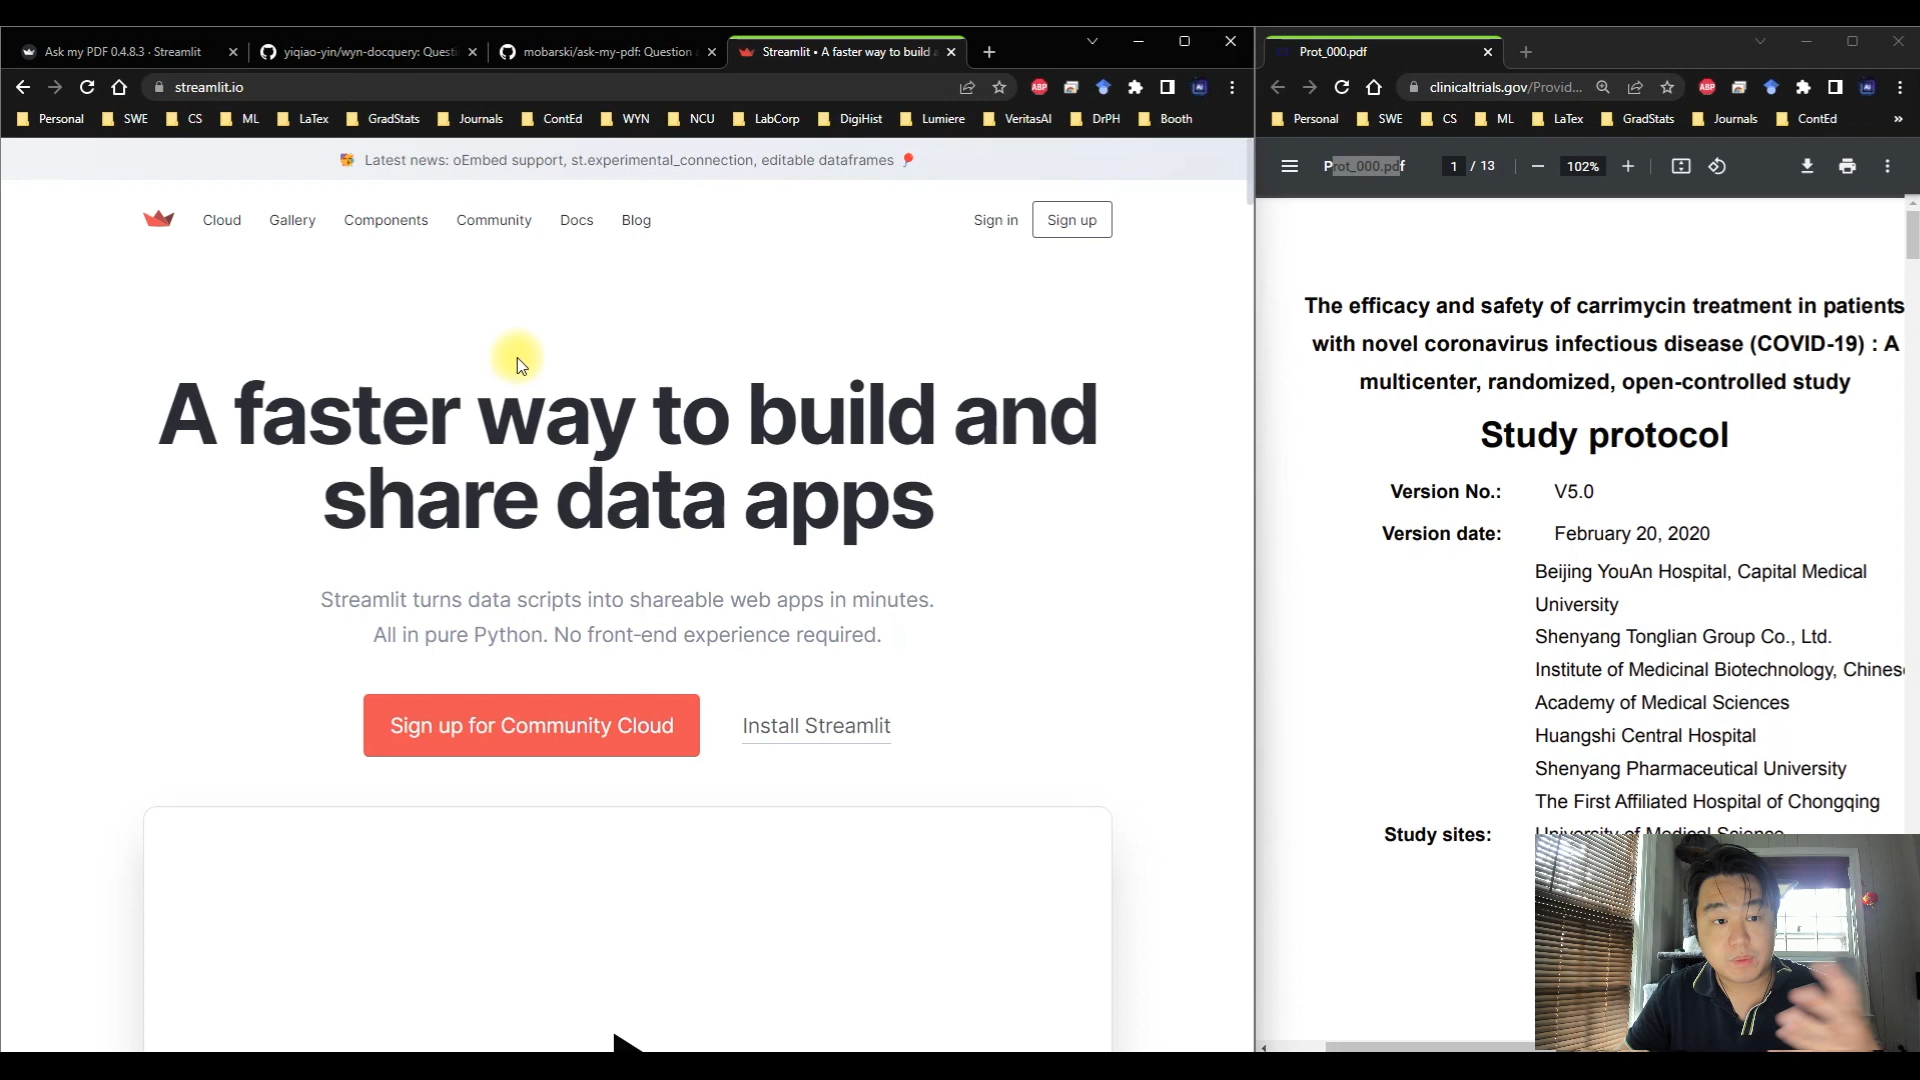 Ask my PDF 0.4.8.3 · Streamlit
yiqiao-yin/wyn-docquery: Questi
mobarski/ask-my-pdf: Question
Streamlit • A faster way to build
streamlit.io
ABP
Personal SWE CS ML LaTex GradStats Journals ContEd WYN NCU LabCorp DigiHist Lumiere VeritasAI DrPH Booth
Latest news: oEmbed support, st.experimental_connection, editable dataframes
Cloud Gallery Components Community Docs Blog Sign in Sign up
A faster way to build and
share data apps
Streamlit turns data scripts into shareable web apps in minutes.
All in pure Python. No front-end experience required.
Sign up for Community Cloud
Install Streamlit
Prot_000.pdf
clinicaltrials.gov/Provid...
ABP
Personal SWE CS ML LaTex GradStats Journals ContEd »
Prot_000.pdf 1 / 13 102%
The efficacy and safety of carrimycin treatment in patients
with novel coronavirus infectious disease (COVID-19) : A
multicenter, randomized, open-controlled study
Study protocol
Version No.: V5.0
Version date: February 20, 2020
Beijing YouAn Hospital, Capital Medical
University
Shenyang Tonglian Group Co., Ltd.
Institute of Medicinal Biotechnology, Chinese
Academy of Medical Sciences
Huangshi Central Hospital
Shenyang Pharmaceutical University
The First Affiliated Hospital of Chongqing
Study sites: University of Medical Science